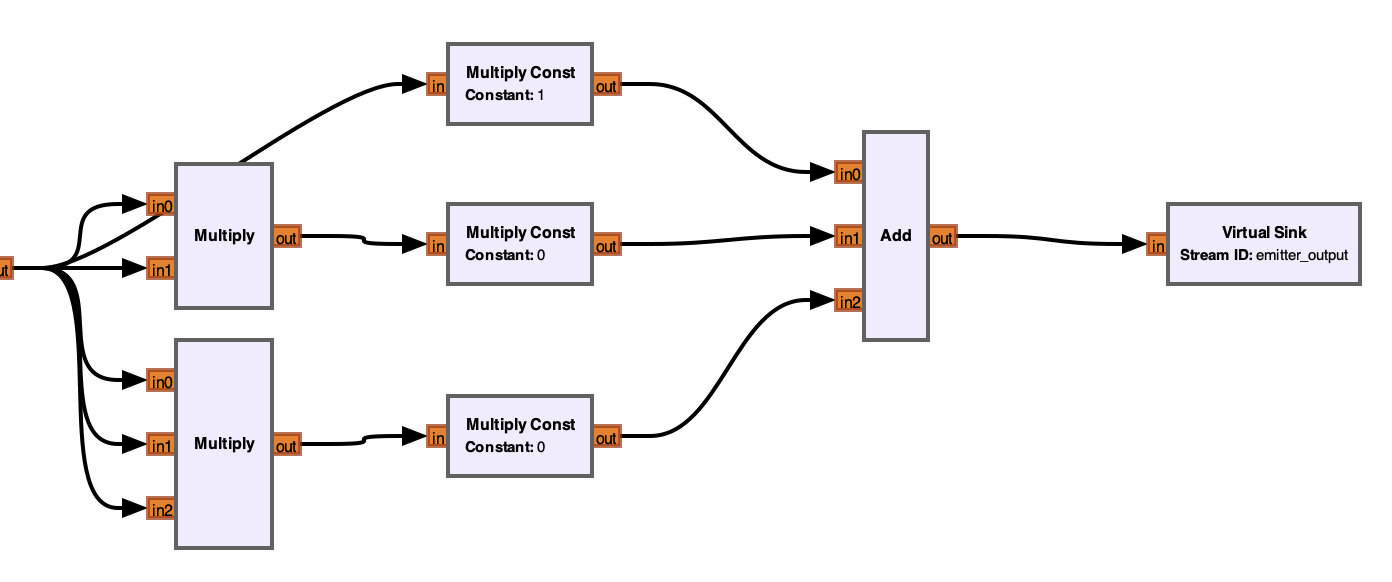 Multiply Const
Constant: 1
in
out
in0
in1
Multiply
out
Multiply Const
Constant: 0
in
out
in0
in1
in2
Add
out
Virtual Sink
Stream ID: emitter_output
in
in0
in1
in2
Multiply
out
Multiply Const
Constant: 0
in
out